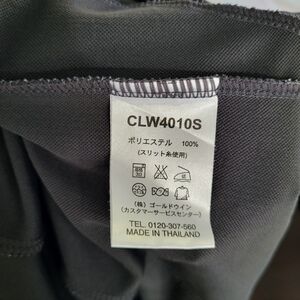 CLW4010S
ポリエステル 100%
(スリット糸使用)
(株)ゴールドウイン
(カスタマーサービスセンター)
TEL. 0120-307-560
MADE IN THAILAND